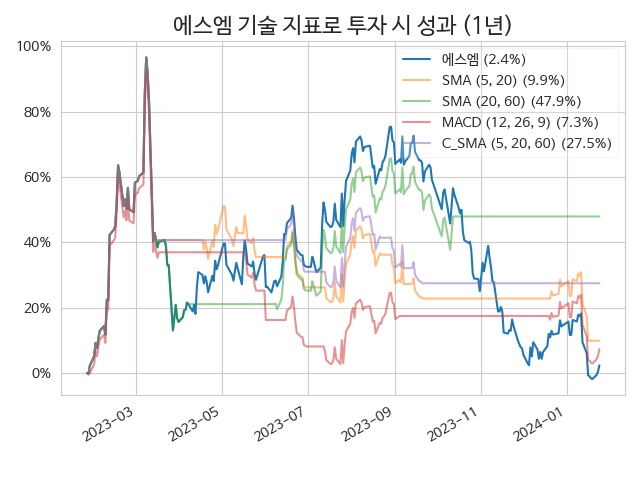 에스엠 기술 지표로 투자 시 성과 (1년)
100%
80%
60%
40%
20%
0%
에스엠 (2.4%)
SMA (5, 20) (9.9%)
SMA (20, 60) (47.9%)
MACD (12, 26, 9) (7.3%)
C_SMA (5, 20, 60) (27.5%)
2023-03
2023-05
2023-07
2023-09
2023-11
2024-01